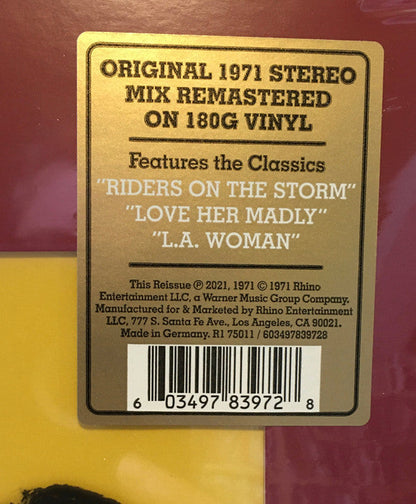 ORIGINAL 1971 STEREO
MIX REMASTERED
ON 180G VINYL
Features the Classics
"RIDERS ON THE STORM"
"LOVE HER MADLY"
"L.A. WOMAN"
This Reissue ℗ 2021, 1971 © 1971 Rhino
Entertainment LLC, a Warner Music Group Company.
Manufactured for & Marketed by Rhino Entertainment
LLC, 777 S. Santa Fe Ave., Los Angeles, CA 90021.
Made in Germany. R1 75011 / 603497839728
6 03497 83972 8